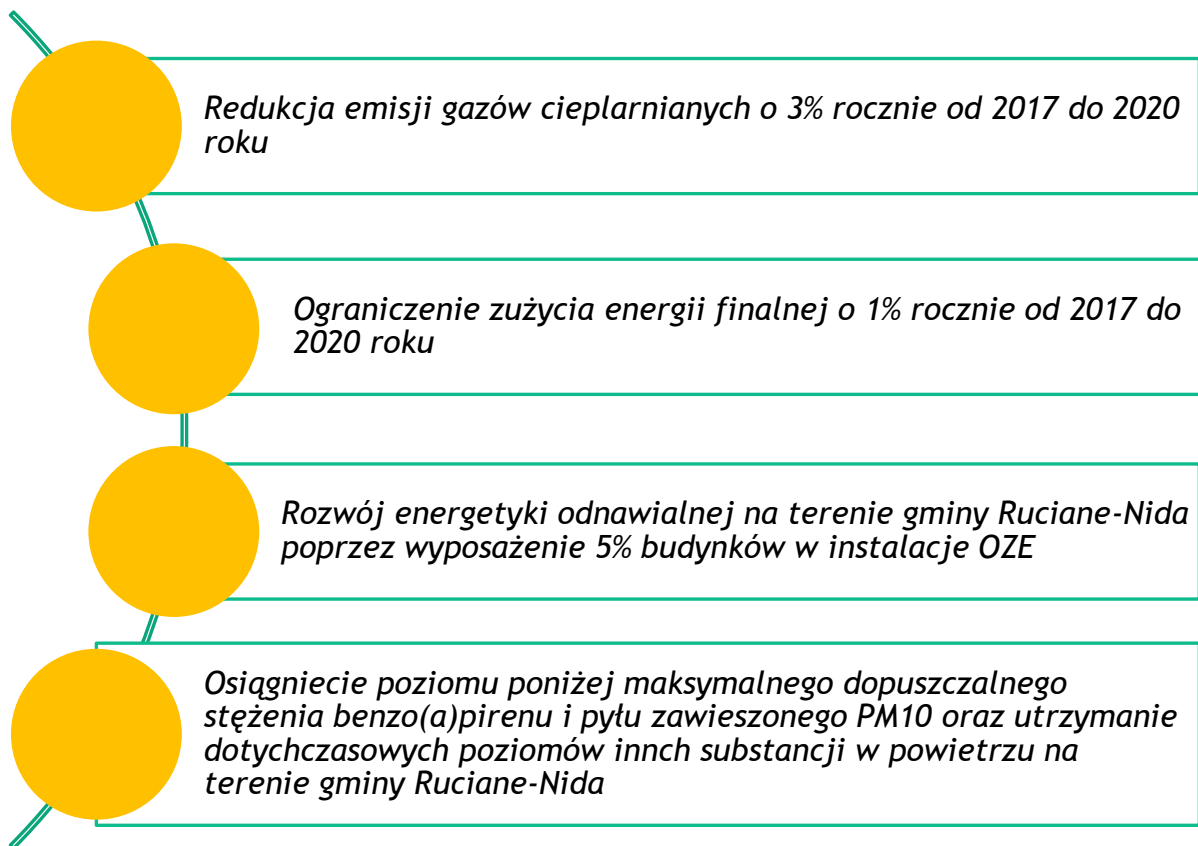 Redukcja emisji gazów cieplarnianych o 3% rocznie od 2017 do 2020
roku
Ograniczenie zużycia energii finalnej o 1% rocznie od 2017 do
2020 roku
Rozwój energetyki odnawialnej na terenie gminy Ruciane-Nida
poprzez wyposażenie 5% budynków w instalacje OZE
Osiągniecie poziomu poniżej maksymalnego dopuszczalnego
stężenia benzo(a)pirenu i pyłu zawieszonego PM10 oraz utrzymanie
dotychczasowych poziomów innch substancji w powietrzu na
terenie gminy Ruciane-Nida